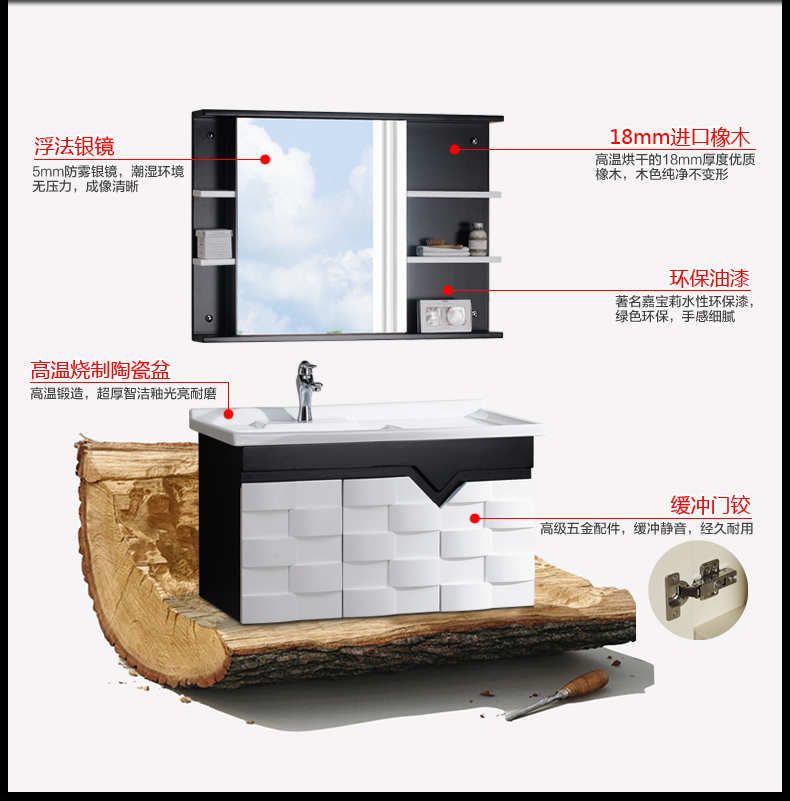 浮法银镜
5mm防雾银镜，潮湿环境
无压力，成像清晰
18mm进口橡木
高温烘干的18mm厚度优质
橡木，木色纯净不变形
环保油漆
著名嘉宝莉水性环保漆，
绿色环保，手感细腻
高温烧制陶瓷盆
高温锻造，超厚智洁釉光亮耐磨
缓冲门铰
高级五金配件，缓冲静音，经久耐用